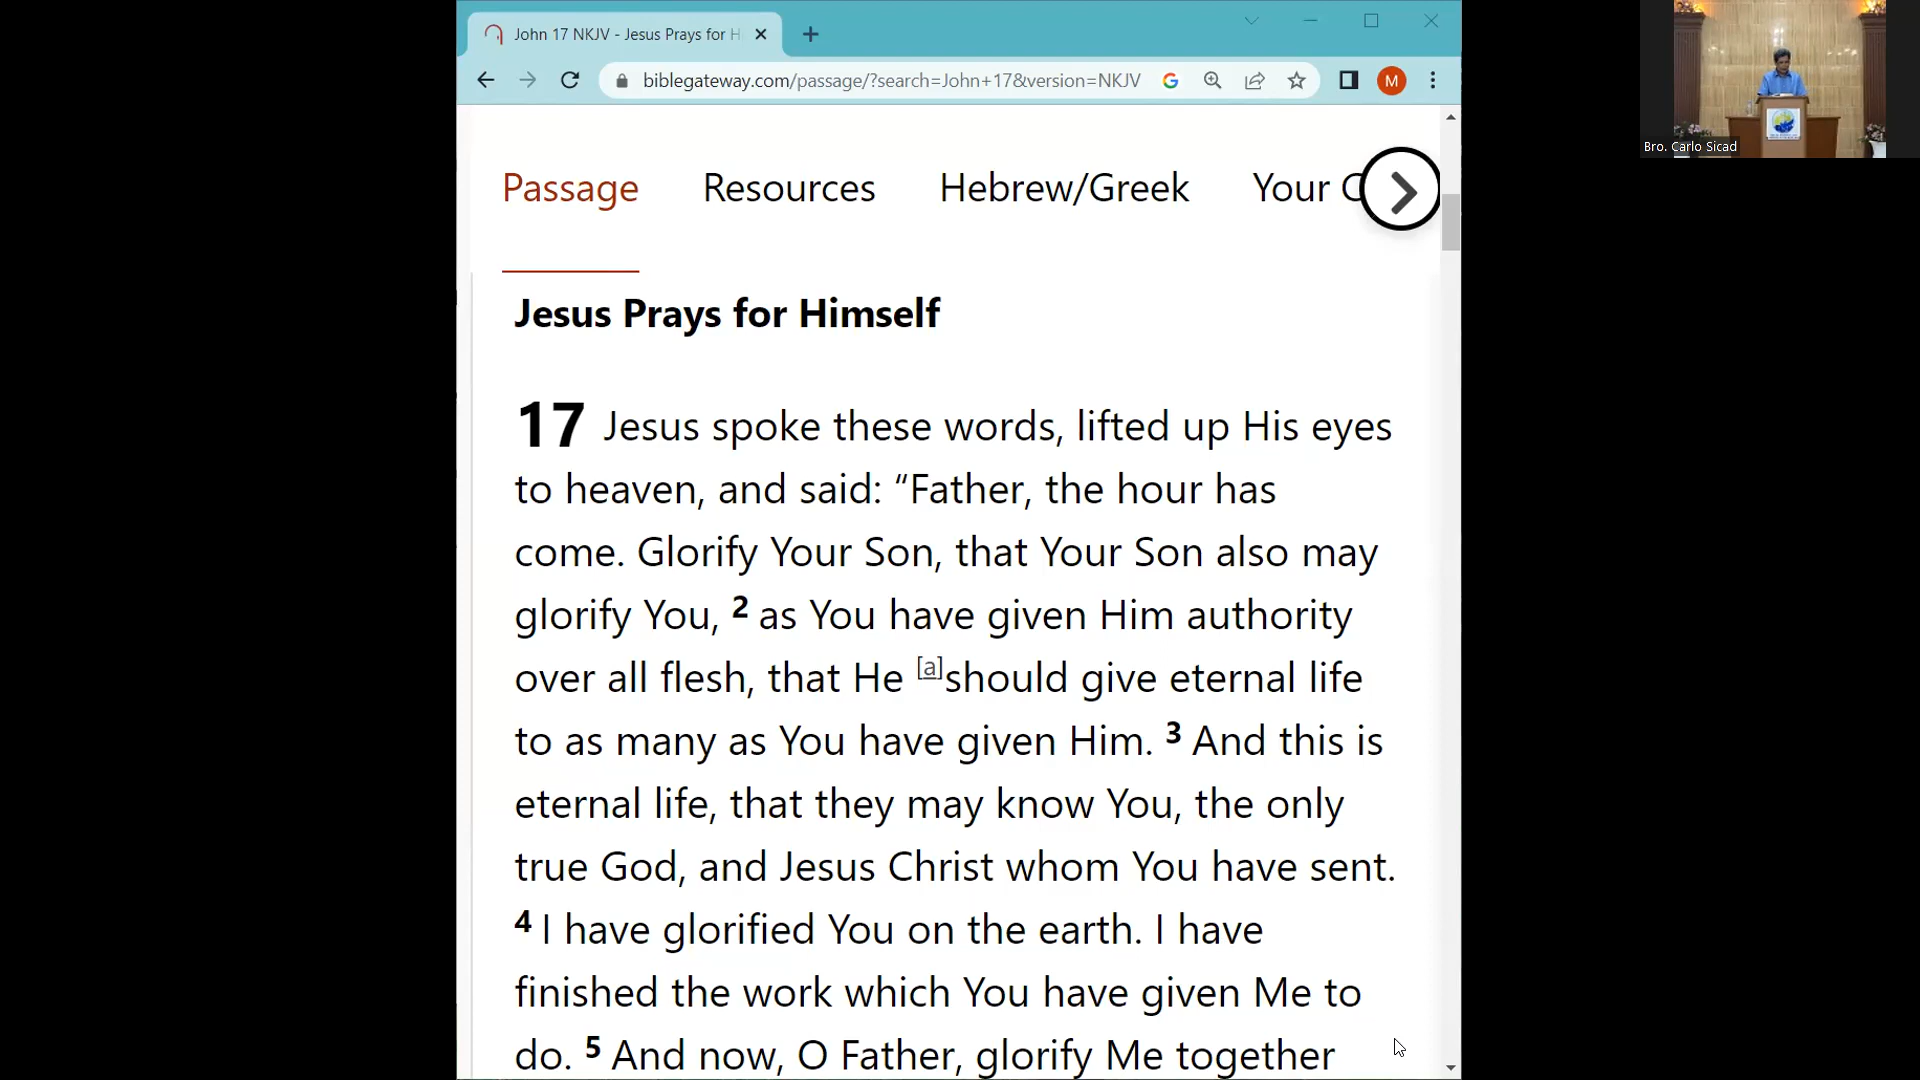 John 17 NKJV - Jesus Prays for H
biblegateway.com/passage/?search=John+17&version=NKJV
M
Passage Resources Hebrew/Greek Your C
Jesus Prays for Himself
17 Jesus spoke these words, lifted up His eyes
to heaven, and said: “Father, the hour has
come. Glorify Your Son, that Your Son also may
glorify You, 2 as You have given Him authority
over all flesh, that He [a]should give eternal life
to as many as You have given Him. 3 And this is
eternal life, that they may know You, the only
true God, and Jesus Christ whom You have sent.
4 I have glorified You on the earth. I have
finished the work which You have given Me to
do. 5 And now, O Father, glorify Me together
Bro. Carlo Sicad